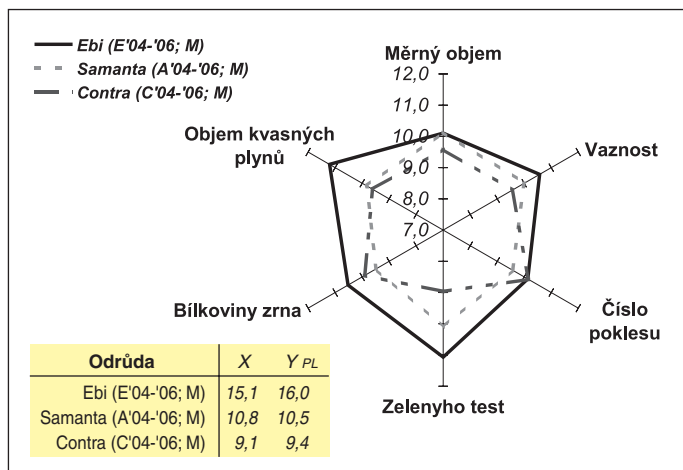 Ebi (E'04-'06; M)
Samanta (A'04-'06; M)
Contra (C'04-'06; M)
Měrný objem
12,0
11,0
10,0
9,0
8,0
7,0
Vaznost
Číslo
poklesu
Zelenyho test
Bílkoviny zrna
Objem kvasných
plynů
Odrůda X Y PL
Ebi (E'04-'06; M) 15,1 16,0
Samanta (A'04-'06; M) 10,8 10,5
Contra (C'04-'06; M) 9,1 9,4